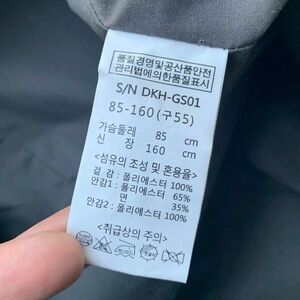 품질경영및공산품안전
관리법에의한품질표시
S/N DKH-GS01
85-160(구55)
가슴둘레 85 cm
신 장 160 cm
<섬유의 조성 및 혼용율>
겉 감 : 폴리에스터 100%
안감1 : 폴리에스터 65%
35%
안감2 : 폴리에스터 100%
<취급상의 주의>